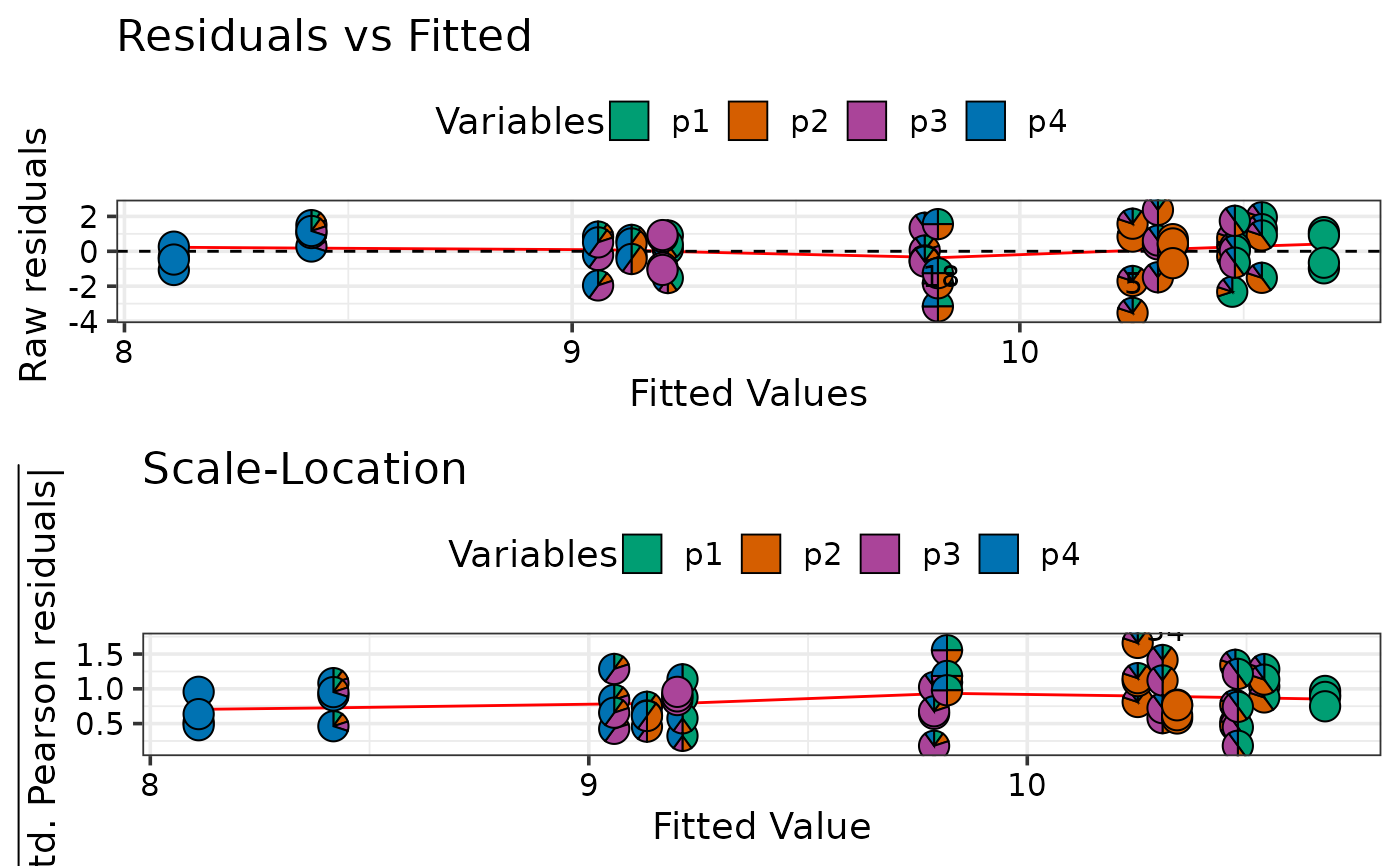 Residuals vs Fitted
Variables p1 p2 p3 p4
Raw residuals
2
0
-2
-4
18
5
8 9 10
Fitted Values
Scale-Location
Variables p1 p2 p3 p4
td. Pearson residuals|
1.5
1.0
0.5
8 9 10
Fitted Value